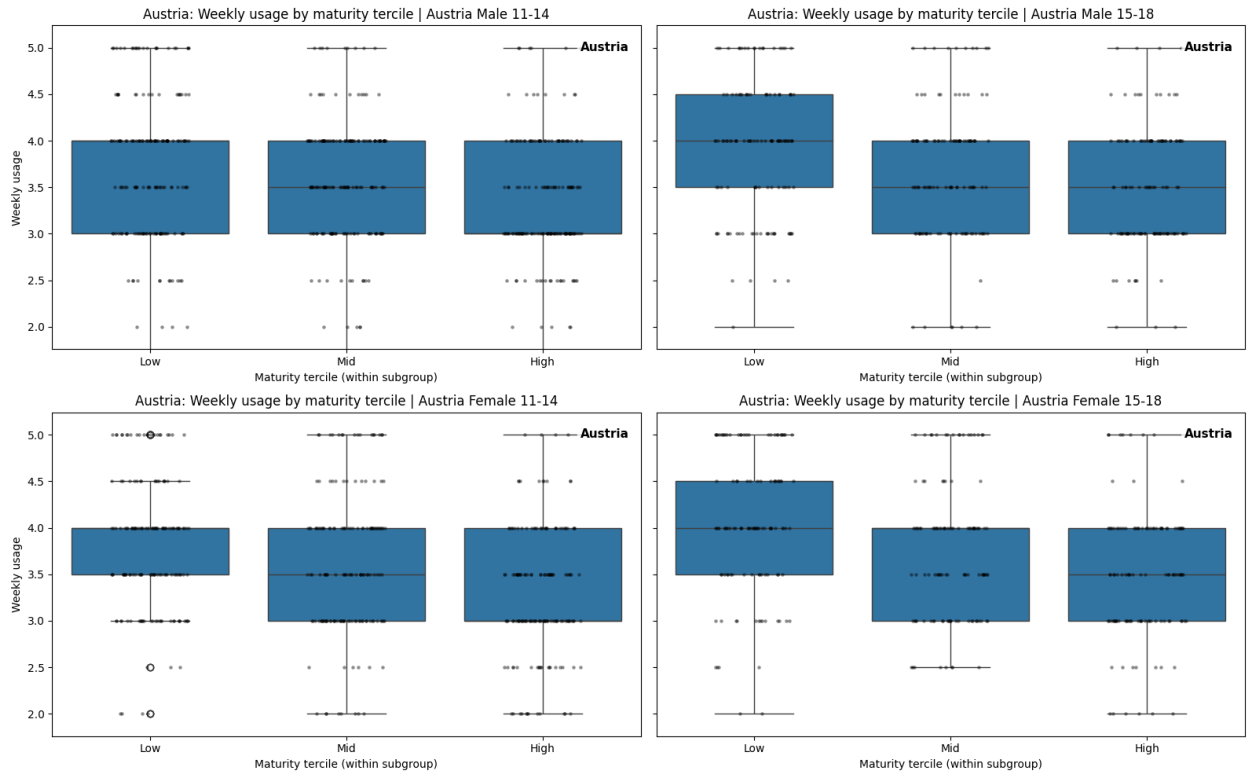 Austria: Weekly usage by maturity tercile | Austria Male 11-14
Austria
Weekly usage
5.0
4.5
4.0
3.5
3.0
2.5
2.0
Low
Mid
High
Maturity tercile (within subgroup)
Austria: Weekly usage by maturity tercile | Austria Male 15-18
Austria
Low
Mid
High
Maturity tercile (within subgroup)
Austria: Weekly usage by maturity tercile | Austria Female 11-14
Austria
Weekly usage
5.0
4.5
4.0
3.5
3.0
2.5
2.0
Low
Mid
High
Maturity tercile (within subgroup)
Austria: Weekly usage by maturity tercile | Austria Female 15-18
Austria
Low
Mid
High
Maturity tercile (within subgroup)